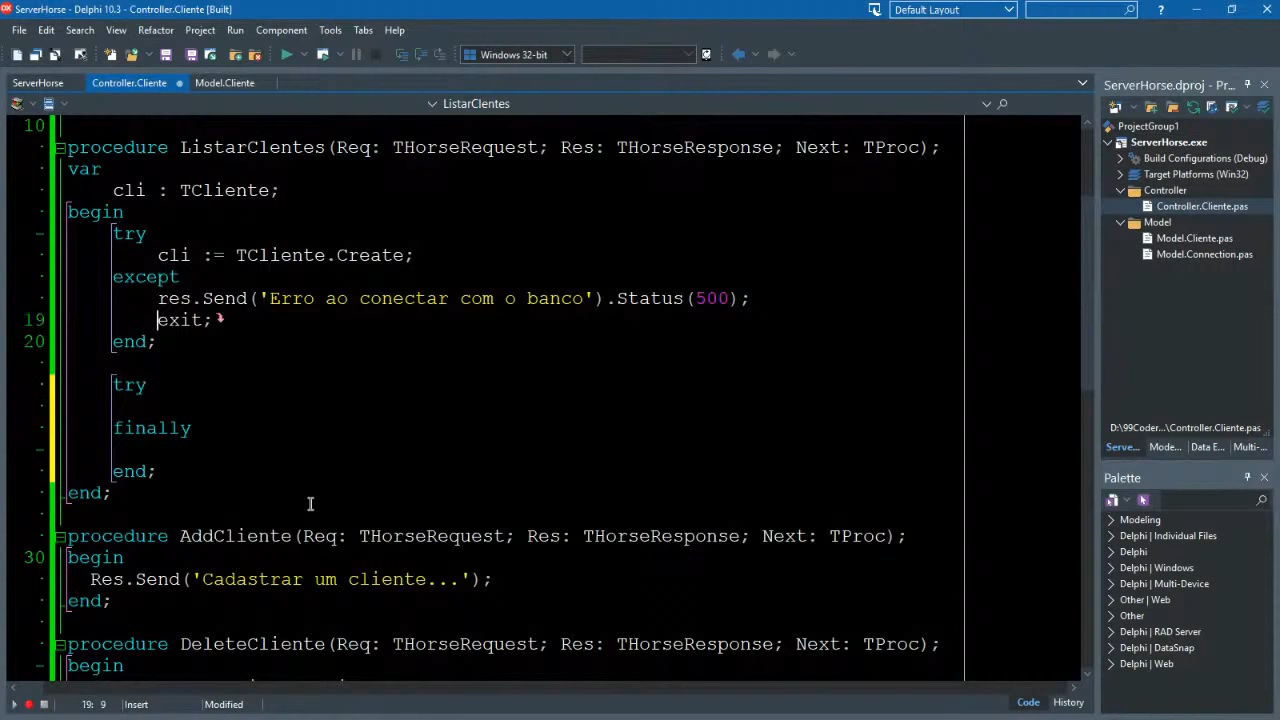 ServerHorse - Delphi 10.3 - Controller.Cliente [Built]
Default Layout
File Edit Search View Refactor Project Run Component Tools Tabs Help
Windows 32-bit
ServerHorse Controller.Cliente Model.Cliente
ListarClentes
10
procedure ListarClentes(Req: THorseRequest; Res: THorseResponse; Next: TProc);
var
cli : TCliente;
begin
try
cli := TCliente.Create;
except
res.Send('Erro ao conectar com o banco').Status(500);
19 exit;
20 end;
try
finally
end;
end;
procedure AddCliente(Req: THorseRequest; Res: THorseResponse; Next: TProc);
30 begin
Res.Send('Cadastrar um cliente...');
end;
procedure DeleteCliente(Req: THorseRequest; Res: THorseResponse; Next: TProc);
begin
19: 9 Insert Modified Code History
ServerHorse.dproj - Pr...
ProjectGroup1
ServerHorse.exe
Build Configurations (Debug)
Target Platforms (Win32)
Controller
Controller.Cliente.pas
Model
Model.Cliente.pas
Model.Connection.pas
D:\99Coder...\Controller.Cliente.pas
Serve... Mode... Data E... Multi-...
Palette
Modeling
Delphi | Individual Files
Delphi
Delphi | Windows
Delphi | Multi-Device
Other | Web
Other
Delphi | RAD Server
Delphi | DataSnap
Delphi | Web